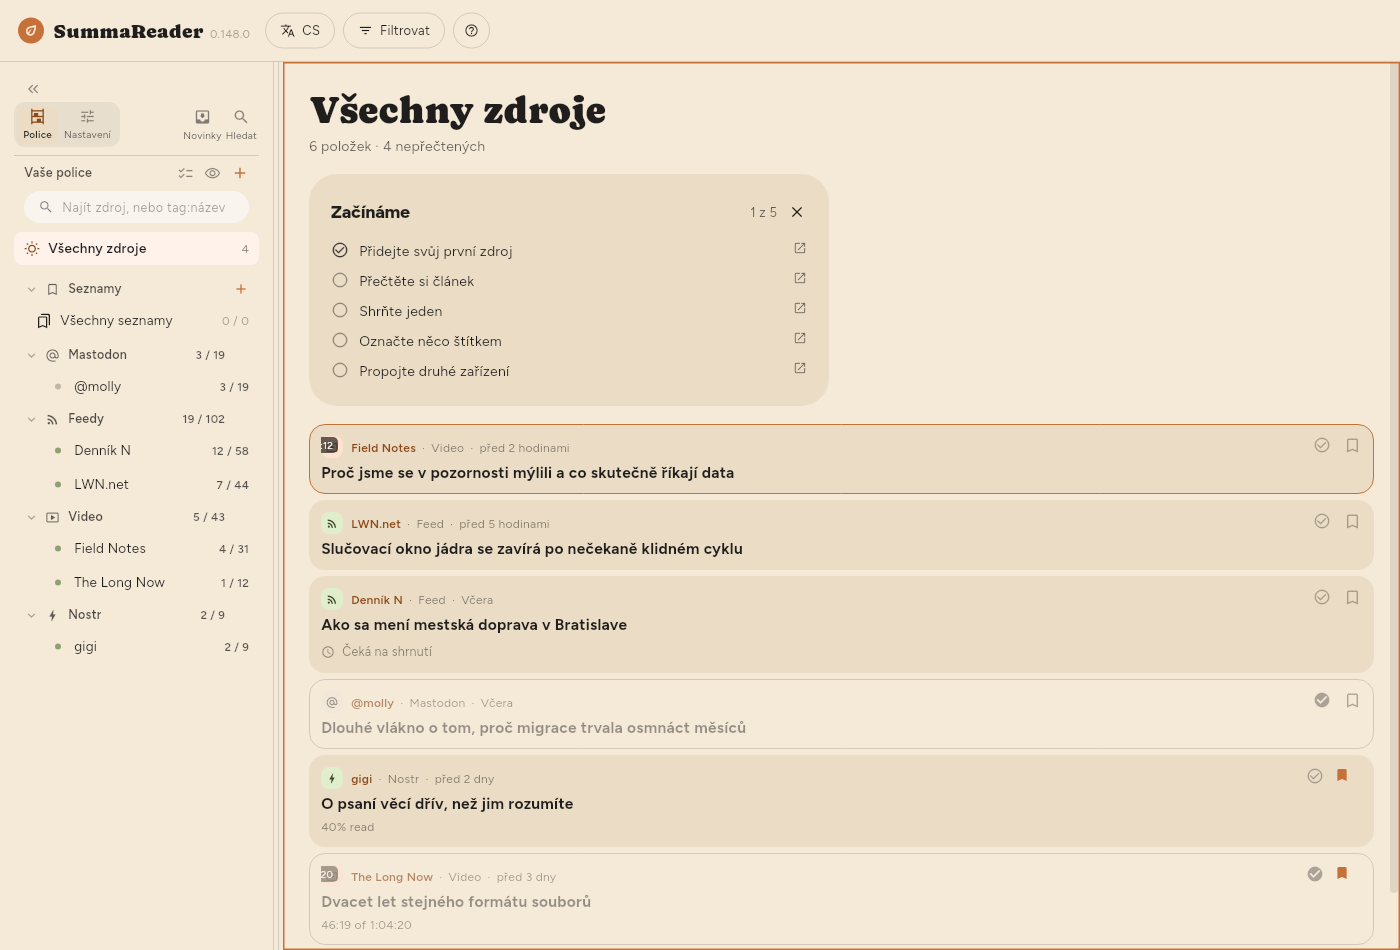 SummaReader 0.148.0 CS Filtrovat
Police Nastavení Novinky Hledat
Vaše police
Najít zdroj, nebo tag:název
Všechny zdroje 4
Seznamy
Všechny seznamy 0 / 0
Mastodon 3 / 19
@molly 3 / 19
Feedy 19 / 102
Denník N 12 / 58
LWN.net 7 / 44
Video 5 / 43
Field Notes 4 / 31
The Long Now 1 / 12
Nostr 2 / 9
gigi 2 / 9
Všechny zdroje
6 položek · 4 nepřečtených
Začínáme 1 z 5
Přidejte svůj první zdroj
Přečtěte si článek
Shrňte jeden
Označte něco štítkem
Propojte druhé zařízení
:12 Field Notes · Video · před 2 hodinami
Proč jsme se v pozornosti mýlili a co skutečně říkají data
LWN.net · Feed · před 5 hodinami
Slučovací okno jádra se zavírá po nečekaně klidném cyklu
Denník N · Feed · Včera
Ako sa mení mestská doprava v Bratislave
Čeká na shrnutí
@molly · Mastodon · Včera
Dlouhé vlákno o tom, proč migrace trvala osmnáct měsíců
gigi · Nostr · před 2 dny
O psaní věcí dřív, než jim rozumíte
40% read
20 The Long Now · Video · před 3 dny
Dvacet let stejného formátu souborů
46:19 of 1:04:20